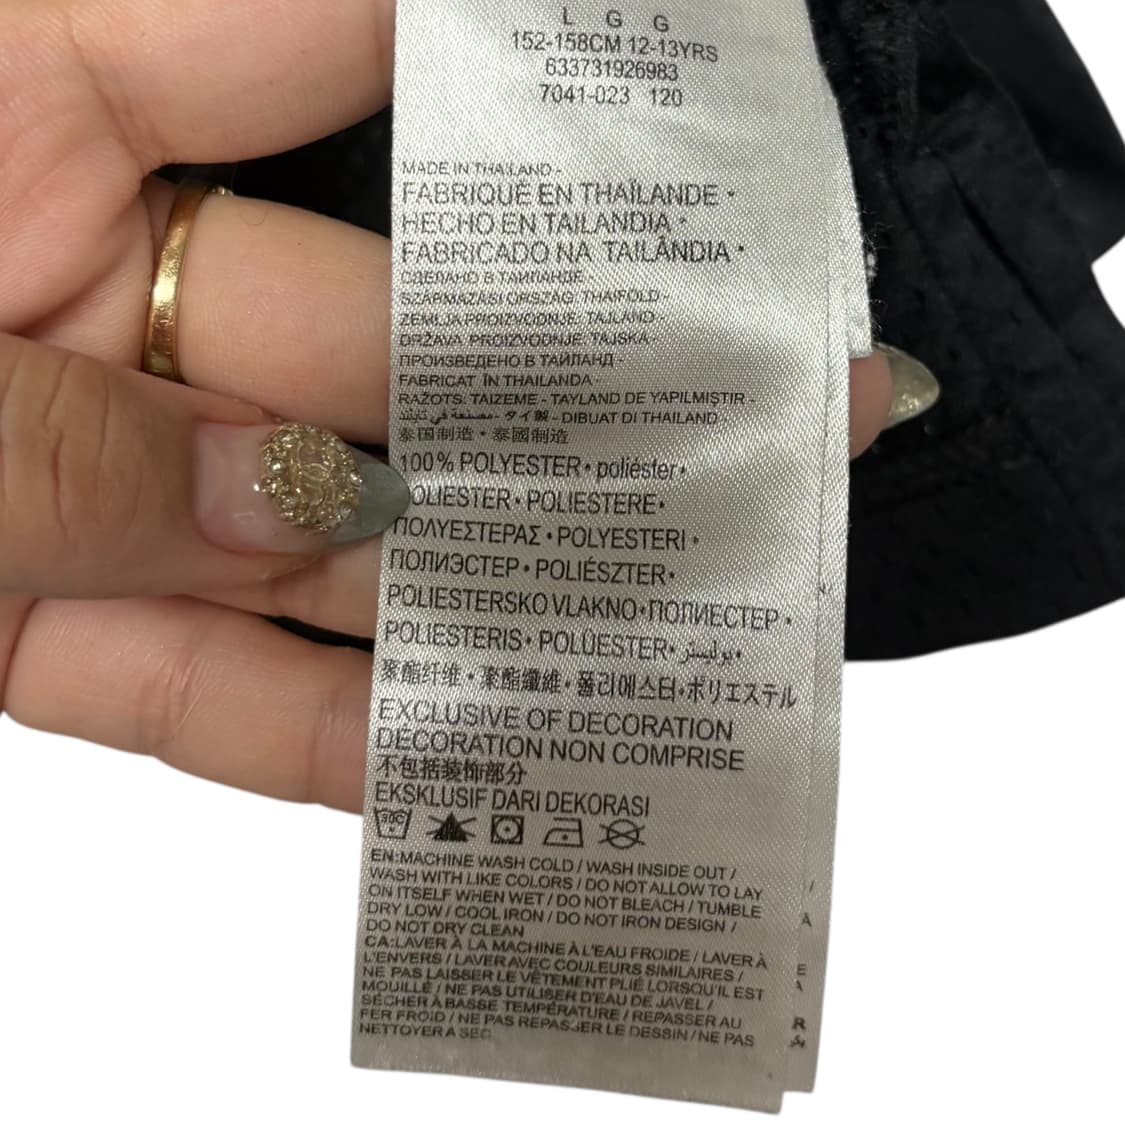 L G G
152-158CM 12-13YRS
633731926983
7041-023 120
MADE IN THAILAND -
FABRIQUÉ EN THAÏLANDE •
HECHO EN TAILANDIA •
FABRICADO NA TAILÂNDIA •
СДЕЛАНО В ТАИЛАНДЕ
SZÁRMAZÁSI ORSZÁG: THAIFÖLD -
ZEMLJA PROIZVODNJE: TAJLAND -
DRŽAVA PROIZVODNJE: TAJSKA -
ПРОИЗВЕДЕНО В ТАЙЛАНД -
FABRICAT ÎN THAILANDA -
RAŽOTS: TAIZEME - TAYLAND DE YAPILMIŞTIR -
مصنعة في تايلند - タイ製 - DIBUAT DI THAILAND
泰国制造 • 泰國制造
100% POLYESTER • poliéster •
OLIESTER • POLIESTERE •
ΠΟΛΥΕΣΤΕΡΑΣ • POLYESTERI •
ПОЛИЭСТЕР • POLIÉSZTER •
POLIESTERSKO VLAKNO • ПОЛИЕСТЕР •
POLIESTERIS • POLÜESTER • بوليستر •
聚酯纤维 • 聚酯纖維 • 폴리에스터 • ポリエステル
EXCLUSIVE OF DECORATION
DÉCORATION NON COMPRISE
不包括装饰部分
EKSKLUSIF DARI DEKORASI
30C
EN:MACHINE WASH COLD / WASH INSIDE OUT /
WASH WITH LIKE COLORS / DO NOT ALLOW TO LAY
ON ITSELF WHEN WET / DO NOT BLEACH / TUMBLE
DRY LOW / COOL IRON / DO NOT IRON DESIGN /
DO NOT DRY CLEAN
CA:LAVER À LA MACHINE À L'EAU FROIDE / LAVER À
L'ENVERS / LAVER AVEC COULEURS SIMILAIRES /
NE PAS LAISSER LE VÊTEMENT PLIÉ LORSQU'IL EST
MOUILLÉ / NE PAS UTILISER D'EAU DE JAVEL /
SÉCHER À BASSE TEMPÉRATURE / REPASSER AU
FER FROID / NE PAS REPASSER LE DESSIN / NE PAS
NETTOYER A SEC